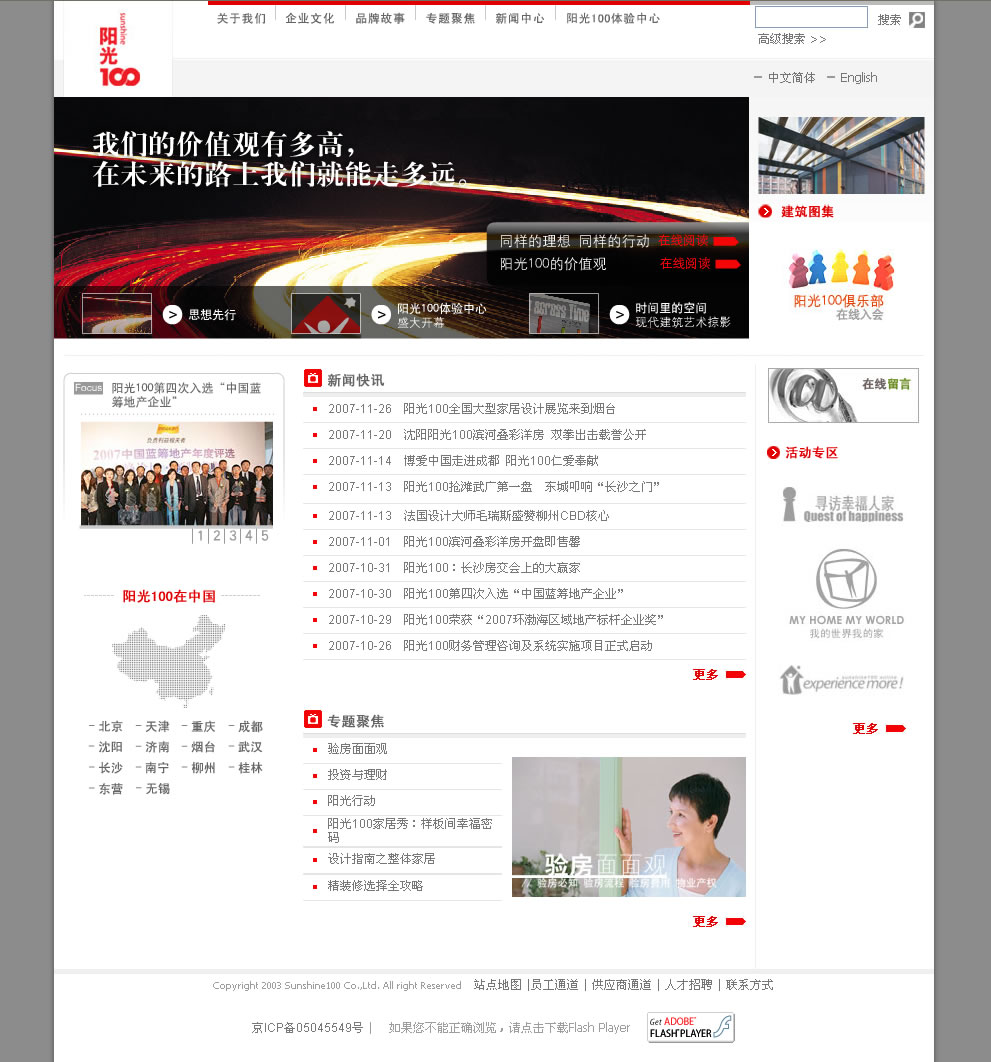 sunshine
阳光
100
关于我们 企业文化 品牌故事 专题聚焦 新闻中心 阳光100体验中心
搜索
高级搜索 >>
中文简体 English
我们的价值观有多高，
在未来的路上我们就能走多远。
同样的理想 同样的行动 在线阅读
阳光100的价值观 在线阅读
思想先行
阳光100体验中心
盛大开幕
Across Time
时间里的空间
现代建筑艺术掠影
建筑图集
阳光100俱乐部
在线入会
Focus 阳光100第四次入选“中国蓝
筹地产企业”
2007中国蓝筹地产年度评选
1 2 3 4 5
阳光100在中国
北京 天津 重庆 成都
沈阳 济南 烟台 武汉
长沙 南宁 柳州 桂林
东营 无锡
新闻快讯
2007-11-26 阳光100全国大型家居设计展览来到烟台
2007-11-20 沈阳阳光100滨河叠彩洋房 双拳出击载誉公开
2007-11-14 博爱中国走进成都 阳光100仁爱奉献
2007-11-13 阳光100抢滩武广第一盘 东城叩响“长沙之门”
2007-11-13 法国设计大师毛瑞斯盛赞柳州CBD核心
2007-11-01 阳光100滨河叠彩洋房开盘即售罄
2007-10-31 阳光100：长沙房交会上的大赢家
2007-10-30 阳光100第四次入选“中国蓝筹地产企业”
2007-10-29 阳光100荣获“2007环渤海区域地产标杆企业奖”
2007-10-26 阳光100财务管理咨询及系统实施项目正式启动
更多
专题聚焦
验房面面观
投资与理财
阳光行动
阳光100家居秀：样板间幸福密
码
设计指南之整体家居
精装修选择全攻略
验房面面观
验房必知 验房流程 验房费用 物业产权
更多
在线留言
活动专区
寻访幸福人家
Quest of happiness
MY HOME MY WORLD
我的世界我的家
experience more!
更多
Copyright 2003 Sunshine100 Co.,Ltd. All right Reserved 站点地图 |员工通道 | 供应商通道 | 人才招聘 | 联系方式
京ICP备05045549号 | 如果您不能正确浏览，请点击下载Flash Player
Get ADOBE
FLASH PLAYER